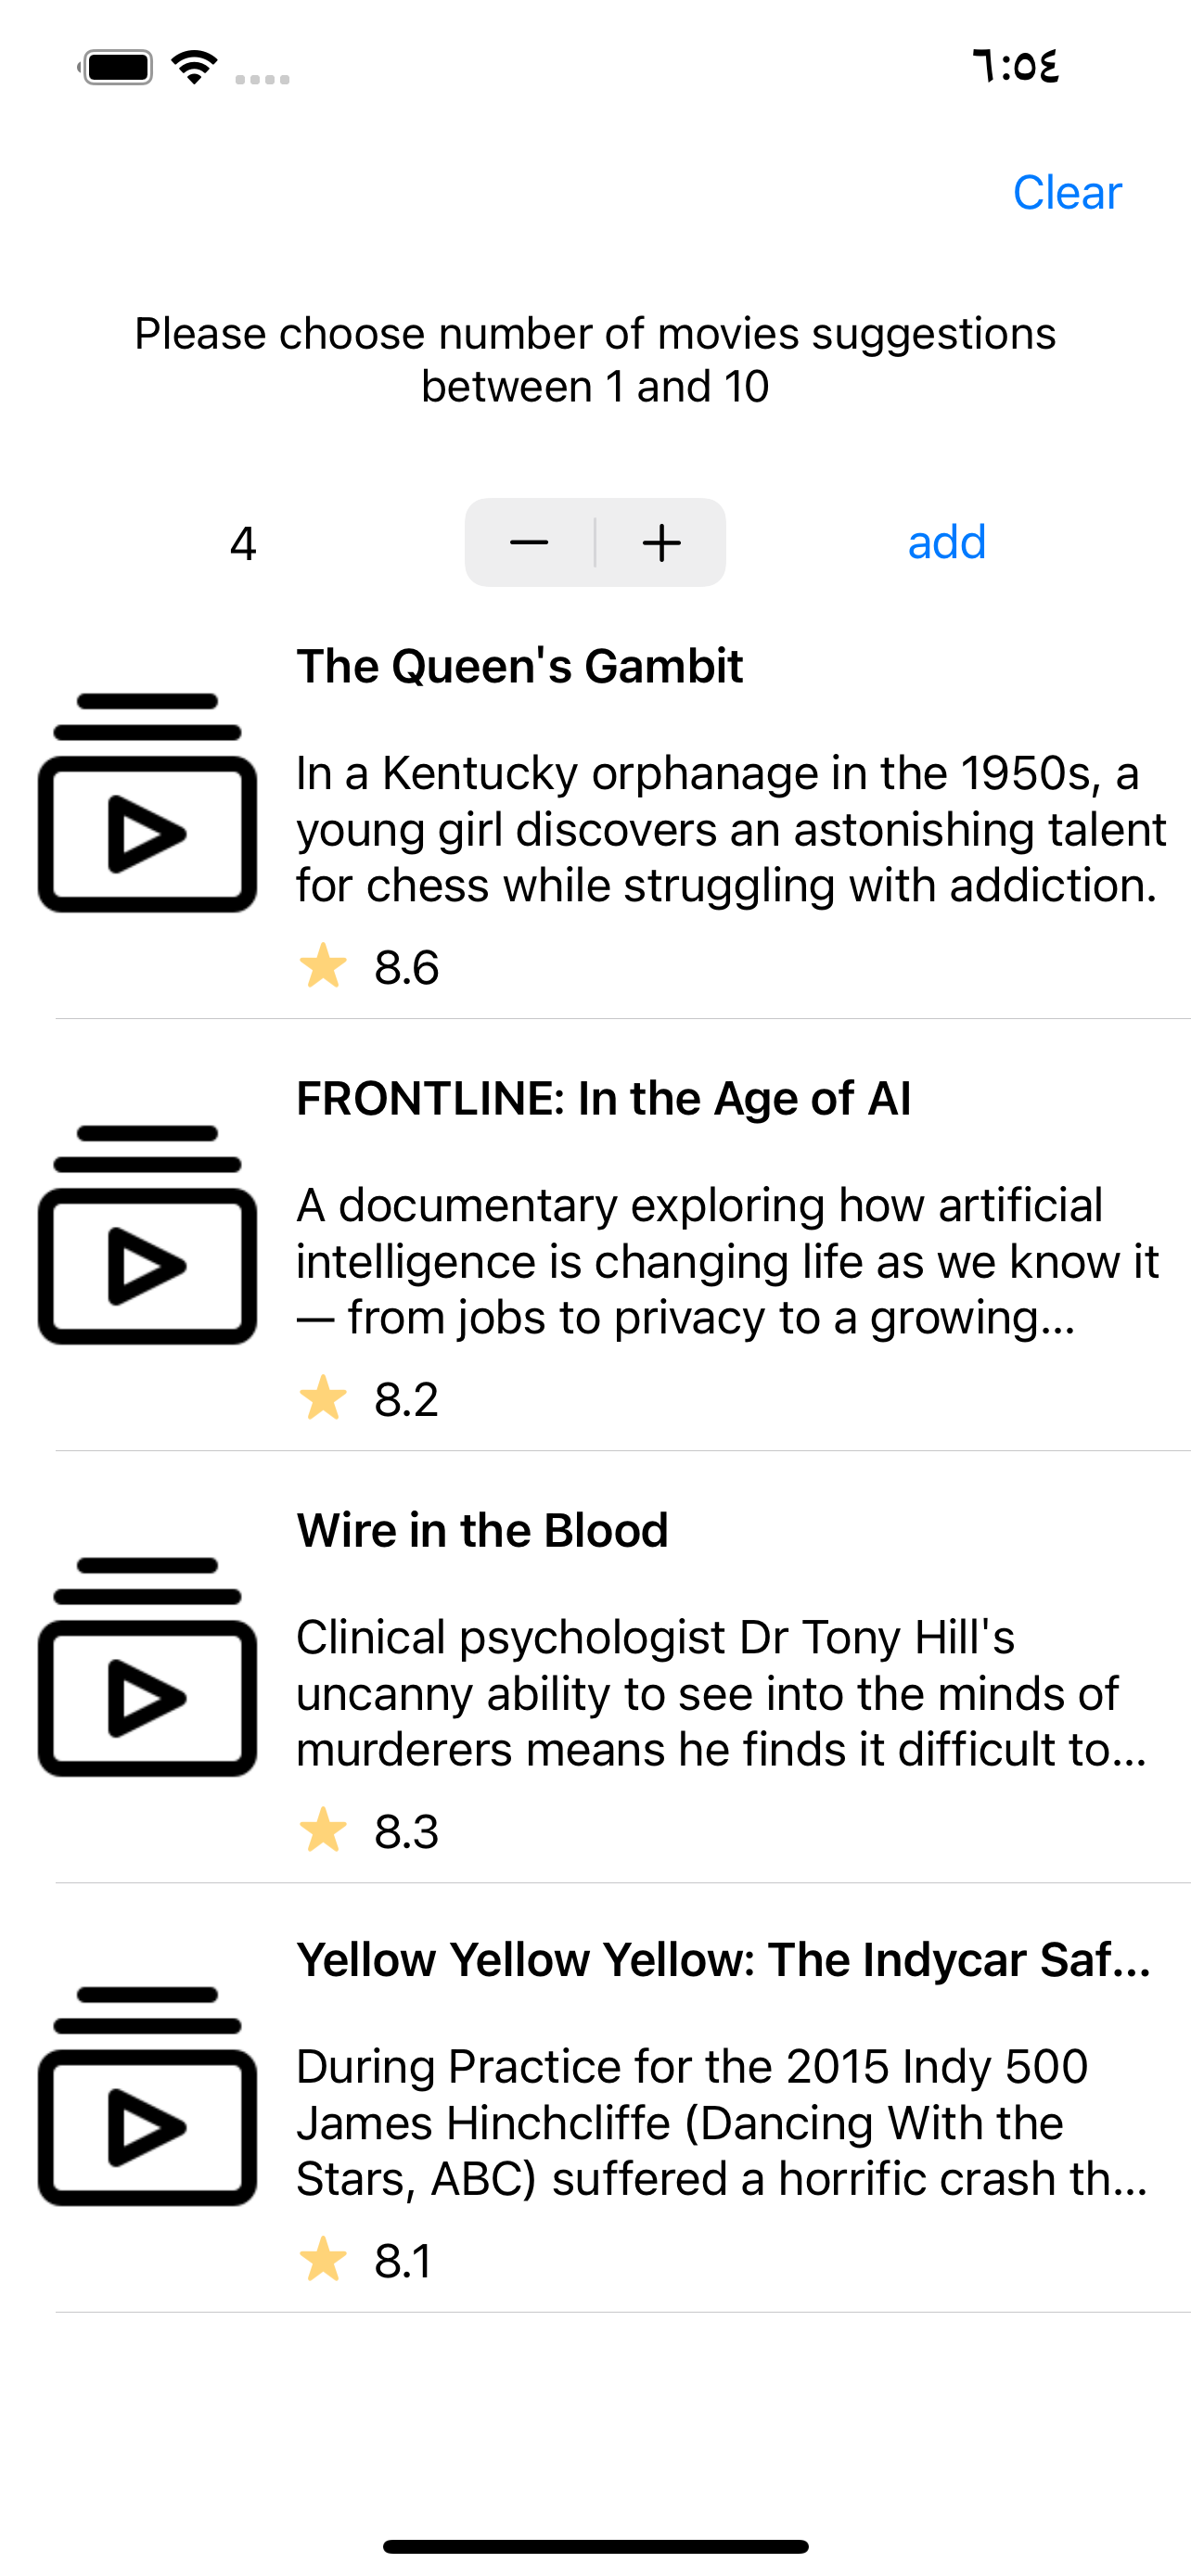 ٦:٥٤
Clear
Please choose number of movies suggestions
between 1 and 10
4
add
The Queen's Gambit
In a Kentucky orphanage in the 1950s, a
young girl discovers an astonishing talent
for chess while struggling with addiction.
8.6
FRONTLINE: In the Age of AI
A documentary exploring how artificial
intelligence is changing life as we know it
— from jobs to privacy to a growing...
8.2
Wire in the Blood
Clinical psychologist Dr Tony Hill's
uncanny ability to see into the minds of
murderers means he finds it difficult to...
8.3
Yellow Yellow Yellow: The Indycar Saf...
During Practice for the 2015 Indy 500
James Hinchcliffe (Dancing With the
Stars, ABC) suffered a horrific crash th...
8.1